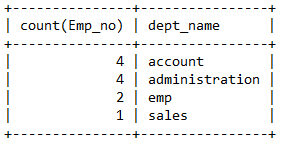 +---------------+----------------+
| count(Emp_no) | dept_name      |
+---------------+----------------+
|             4 | account        |
|             4 | administration |
|             2 | emp            |
|             1 | sales          |
+---------------+----------------+